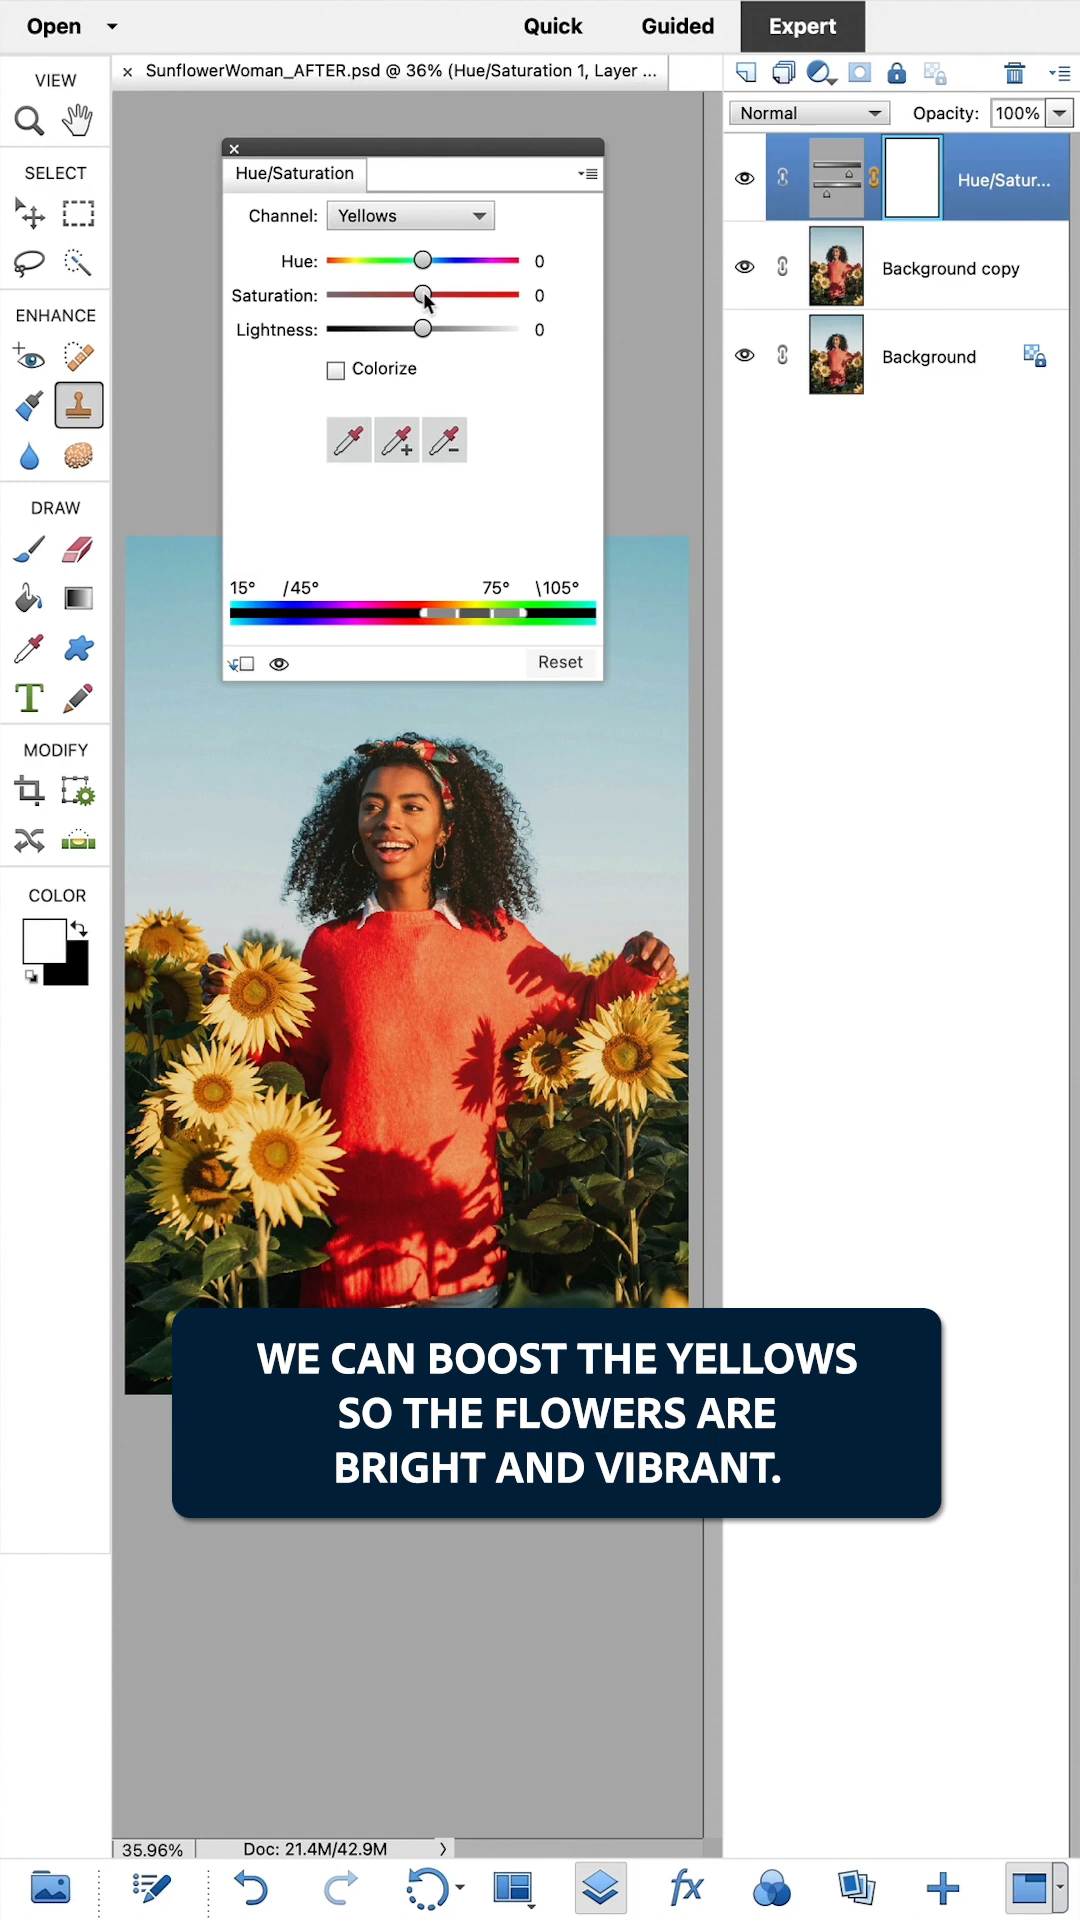 Open
Quick
Guided
Expert
VIEW
× SunflowerWoman_AFTER.psd @ 36% (Hue/Saturation 1, Layer ...
Normal
Opacity: 100%
Hue/Satur...
Background copy
Background
SELECT
ENHANCE
DRAW
MODIFY
COLOR
Hue/Saturation
Channel: Yellows
Hue: 0
Saturation: 0
Lightness: 0
Colorize
15° /45° 75° \105°
Reset
WE CAN BOOST THE YELLOWS
SO THE FLOWERS ARE
BRIGHT AND VIBRANT.
35.96% Doc: 21.4M/42.9M
fx